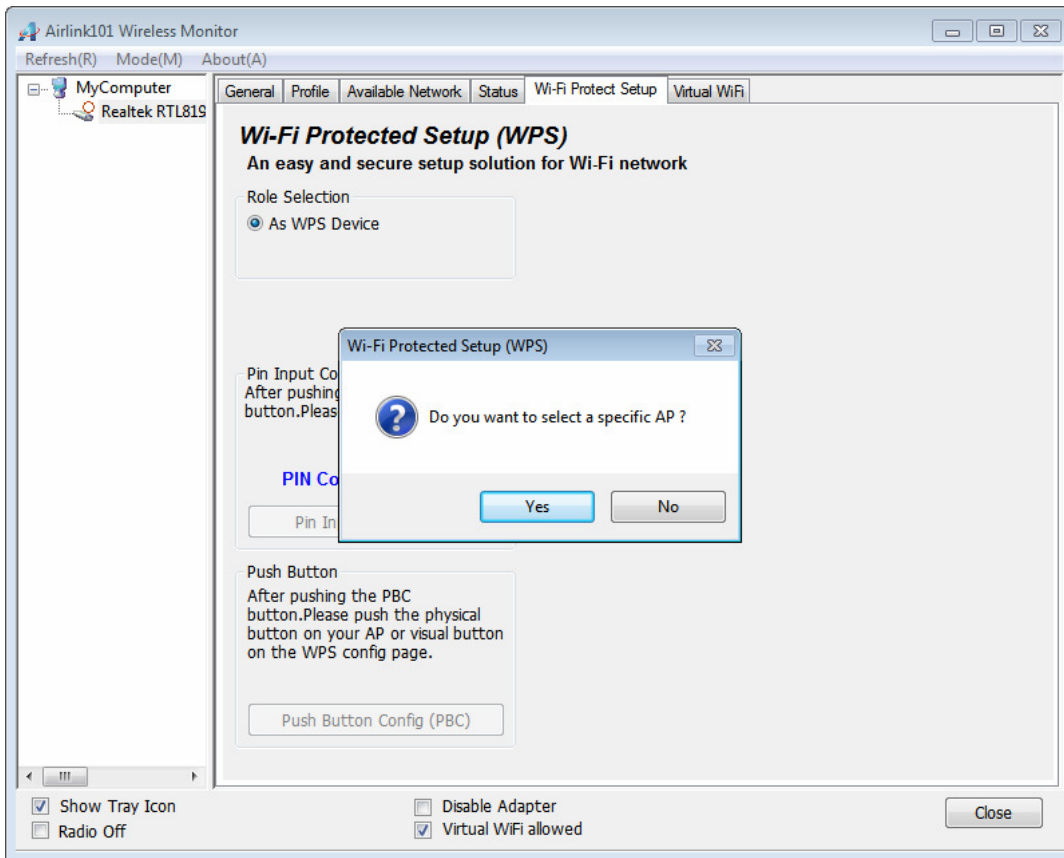 Airlink101 Wireless Monitor
Refresh(R) Mode(M) About(A)
MyComputer
Realtek RTL819
General Profile Available Network Status Wi-Fi Protect Setup Virtual WiFi
Wi-Fi Protected Setup (WPS)
An easy and secure setup solution for Wi-Fi network
Role Selection
As WPS Device
Wi-Fi Protected Setup (WPS)
Do you want to select a specific AP ?
Yes No
Pin Input Co
After pushing
button.Pleas
PIN Co
Pin In
Push Button
After pushing the PBC
button.Please push the physical
button on your AP or visual button
on the WPS config page.
Push Button Config (PBC)
Show Tray Icon
Radio Off
Disable Adapter
Virtual WiFi allowed
Close